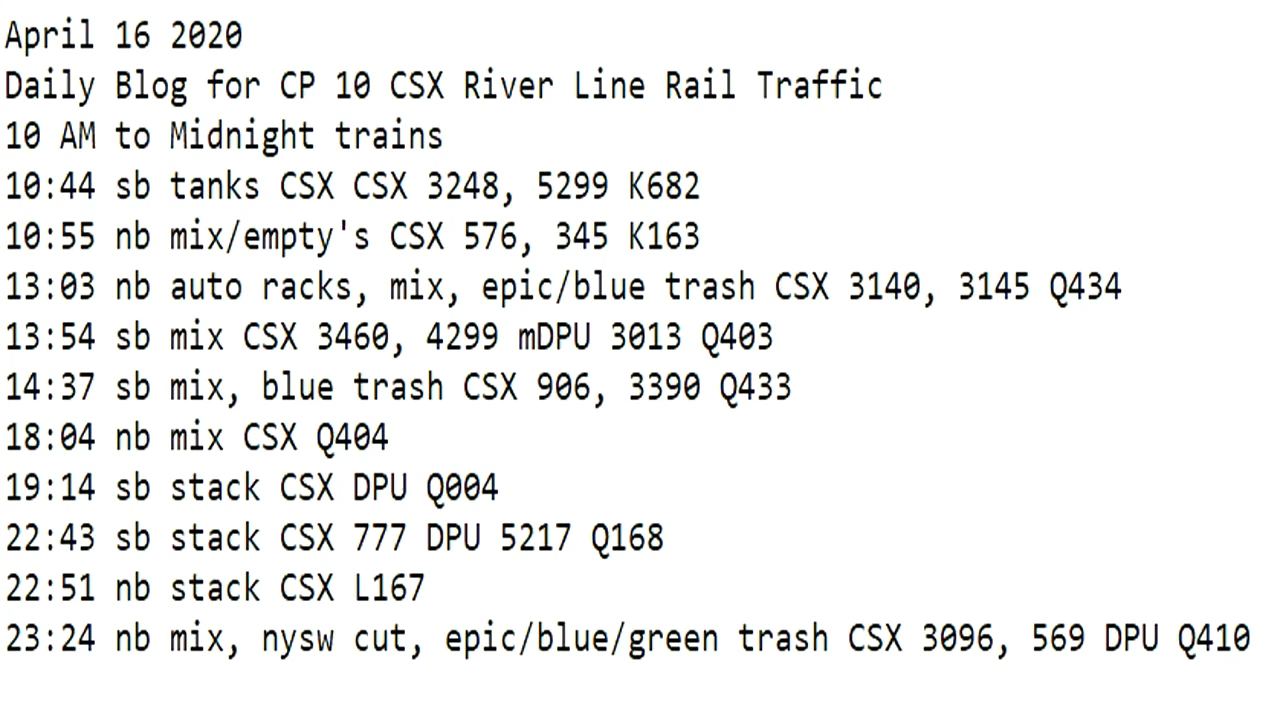 April 16 2020
Daily Blog for CP 10 CSX River Line Rail Traffic
10 AM to Midnight trains
10:44 sb tanks CSX CSX 3248, 5299 K682
10:55 nb mix/empty's CSX 576, 345 K163
13:03 nb auto racks, mix, epic/blue trash CSX 3140, 3145 Q434
13:54 sb mix CSX 3460, 4299 mDPU 3013 Q403
14:37 sb mix, blue trash CSX 906, 3390 Q433
18:04 nb mix CSX Q404
19:14 sb stack CSX DPU Q004
22:43 sb stack CSX 777 DPU 5217 Q168
22:51 nb stack CSX L167
23:24 nb mix, nysw cut, epic/blue/green trash CSX 3096, 569 DPU Q410